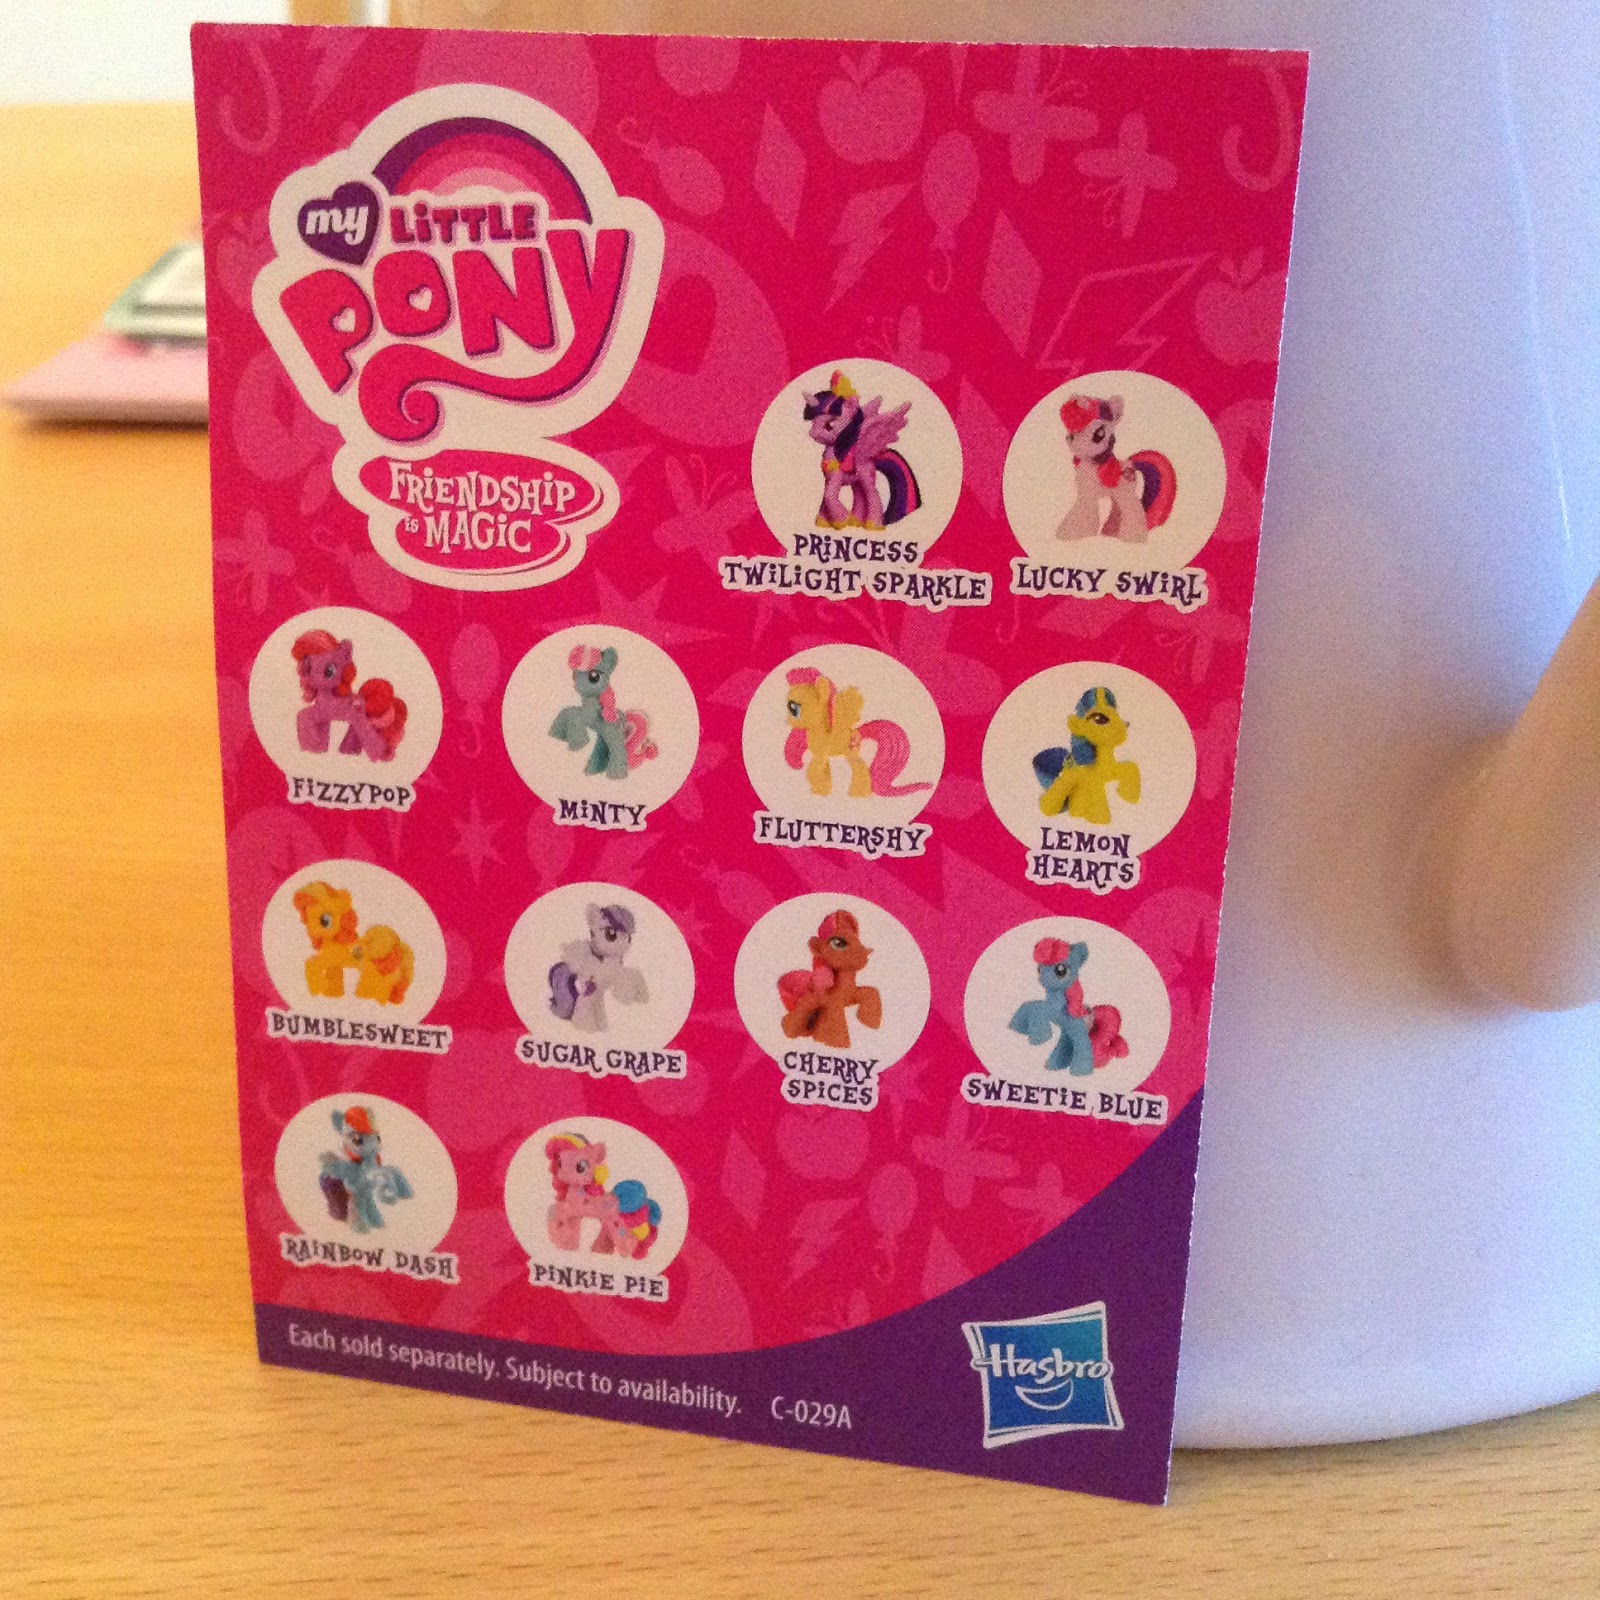 my LiTTLE
PONY
FRiENDSHiP
is MAGiC
PRiNCESS
TWiLiGHT SPARKLE
LUCKY SWiRL
FiZZYPOP
MiNTY
FLUTTERSHY
LEMON
HEARTS
BUMBLESWEET
SUGAR GRAPE
CHERRY
SPiCES
SWEETiE BLUE
RAiNBOW DASH
PiNKiE PiE
Each sold separately. Subject to availability. C-029A
Hasbro